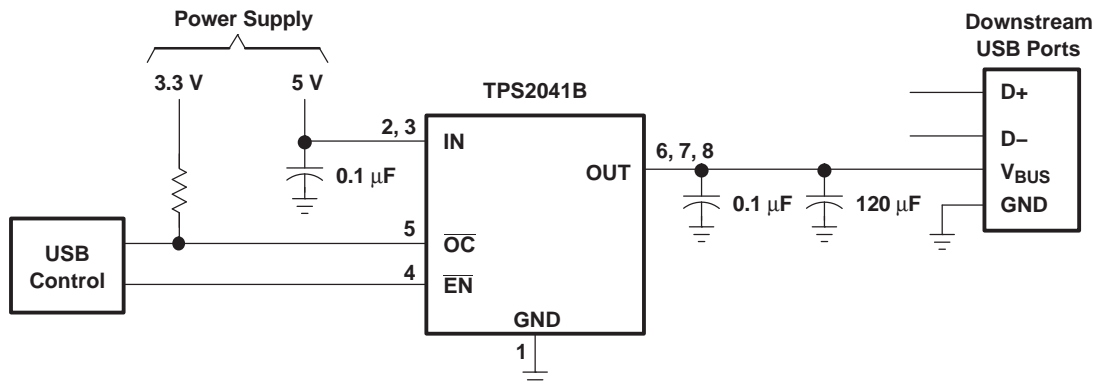 Power Supply
3.3 V
5 V
Downstream
USB Ports
TPS2041B
2, 3
IN
0.1 μF
6, 7, 8
OUT
0.1 μF
120 μF
D+
D−
VBUS
GND
USB
Control
5
OC
4
EN
GND
1